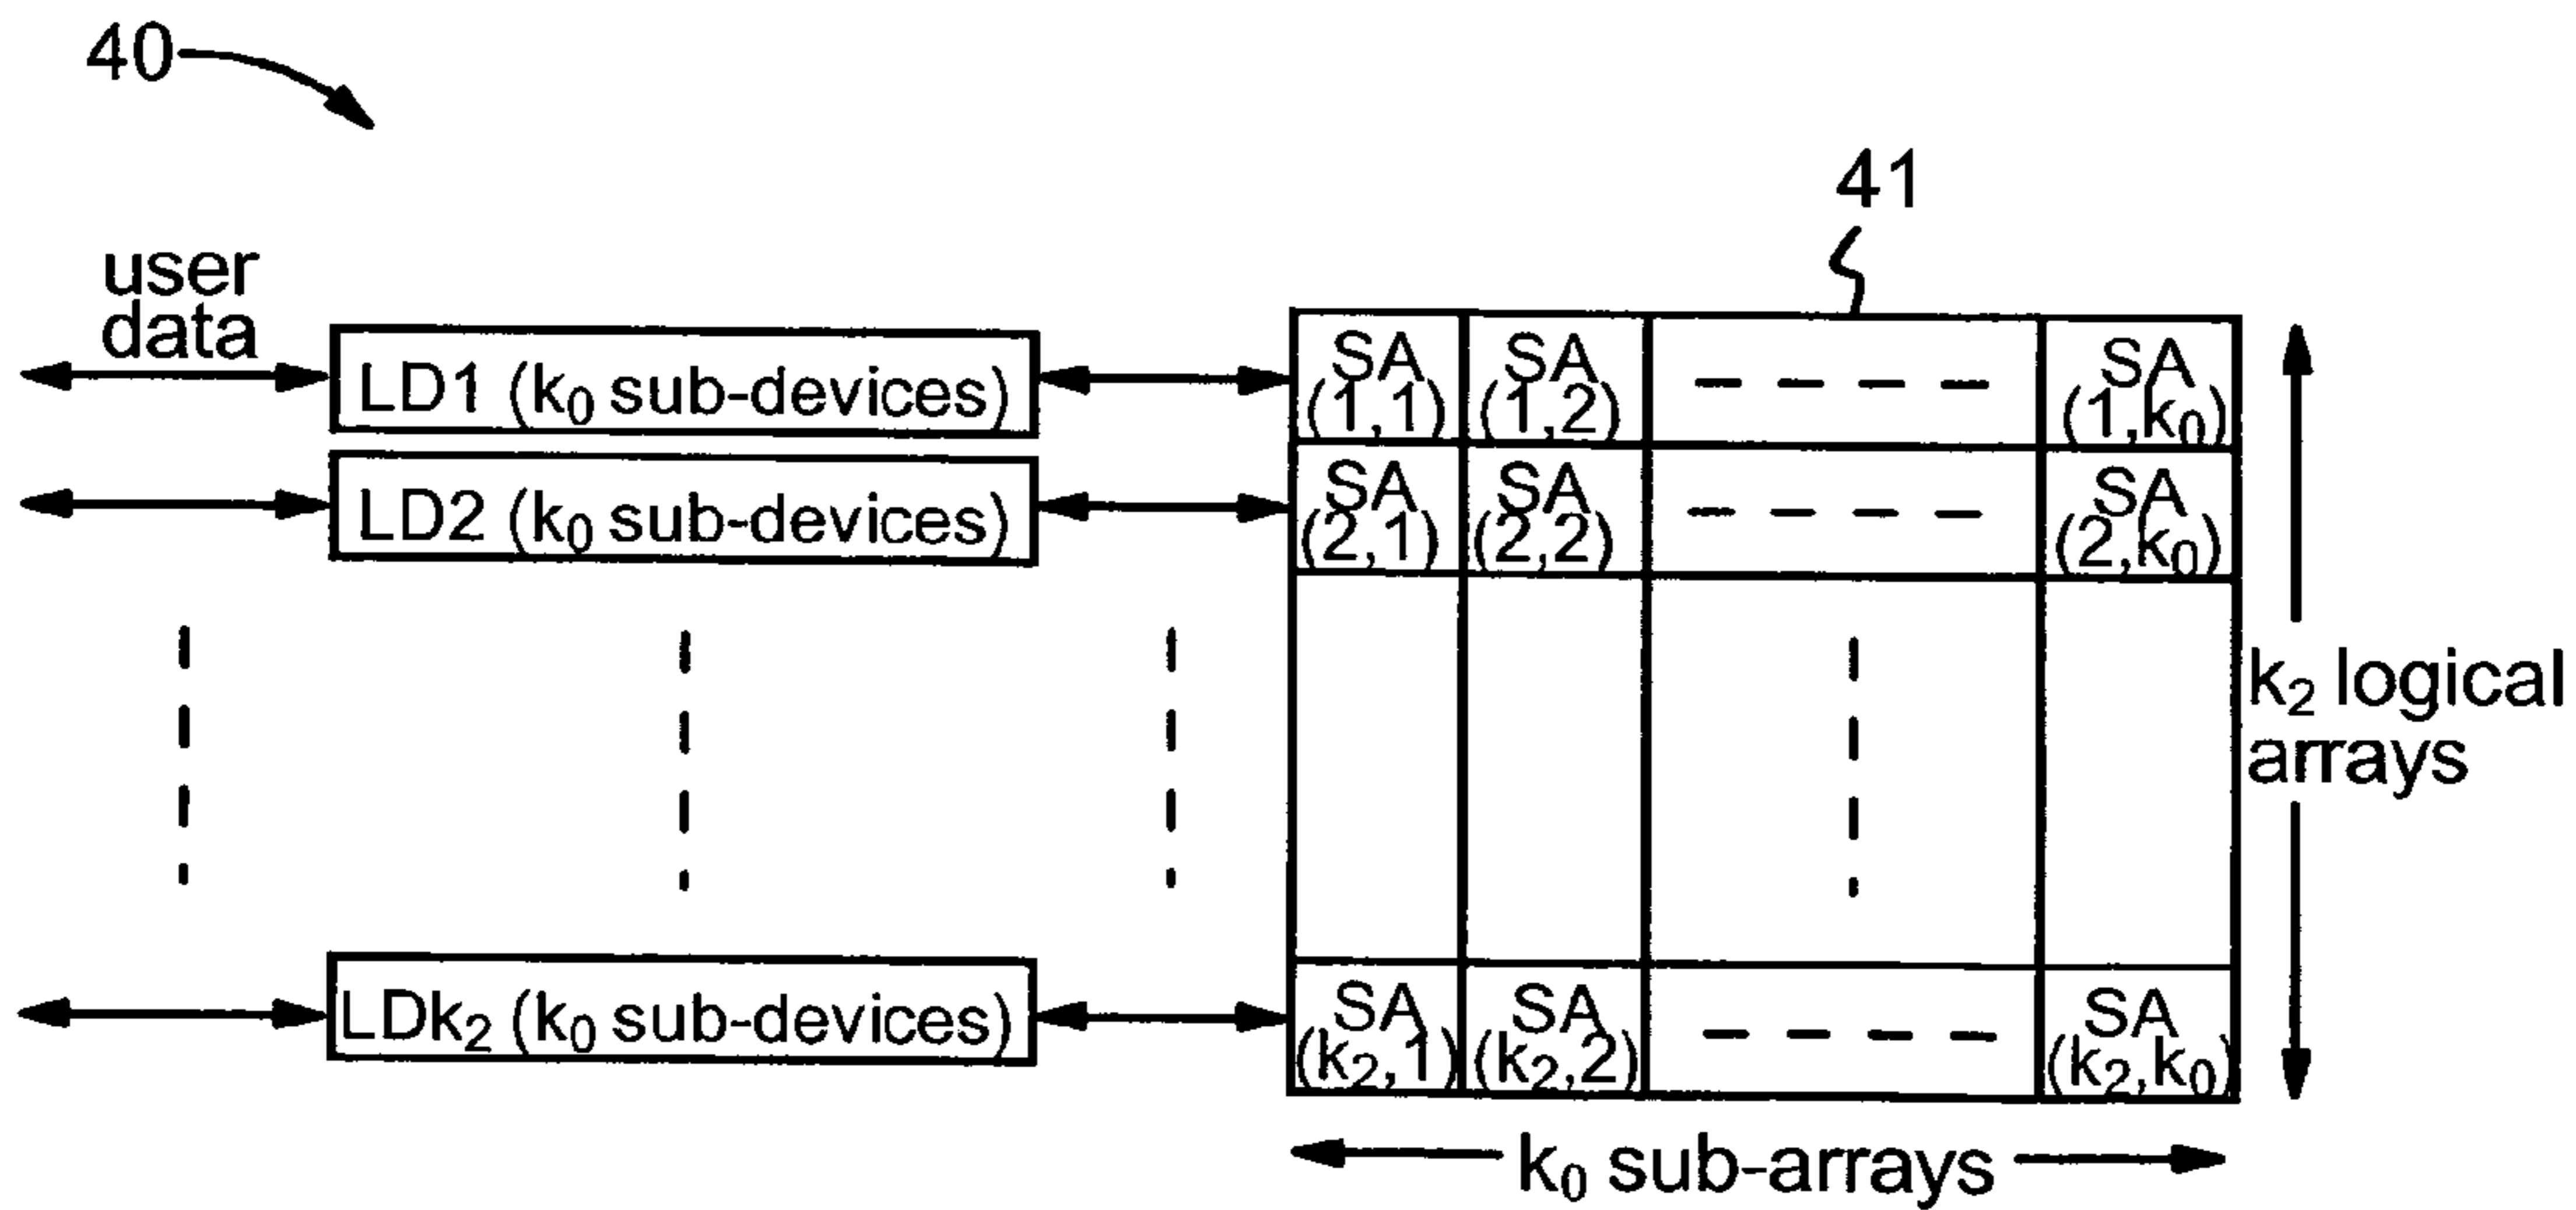 40
41
user
data
LD1 (k₀ sub-devices)
SA
(1,1)
SA
(1,2)
SA
(1,k₀)
LD2 (k₀ sub-devices)
SA
(2,1)
SA
(2,2)
SA
(2,k₀)
k₂ logical
arrays
LDk₂ (k₀ sub-devices)
SA
(k₂,1)
SA
(k₂,2)
SA
(k₂,k₀)
k₀ sub-arrays